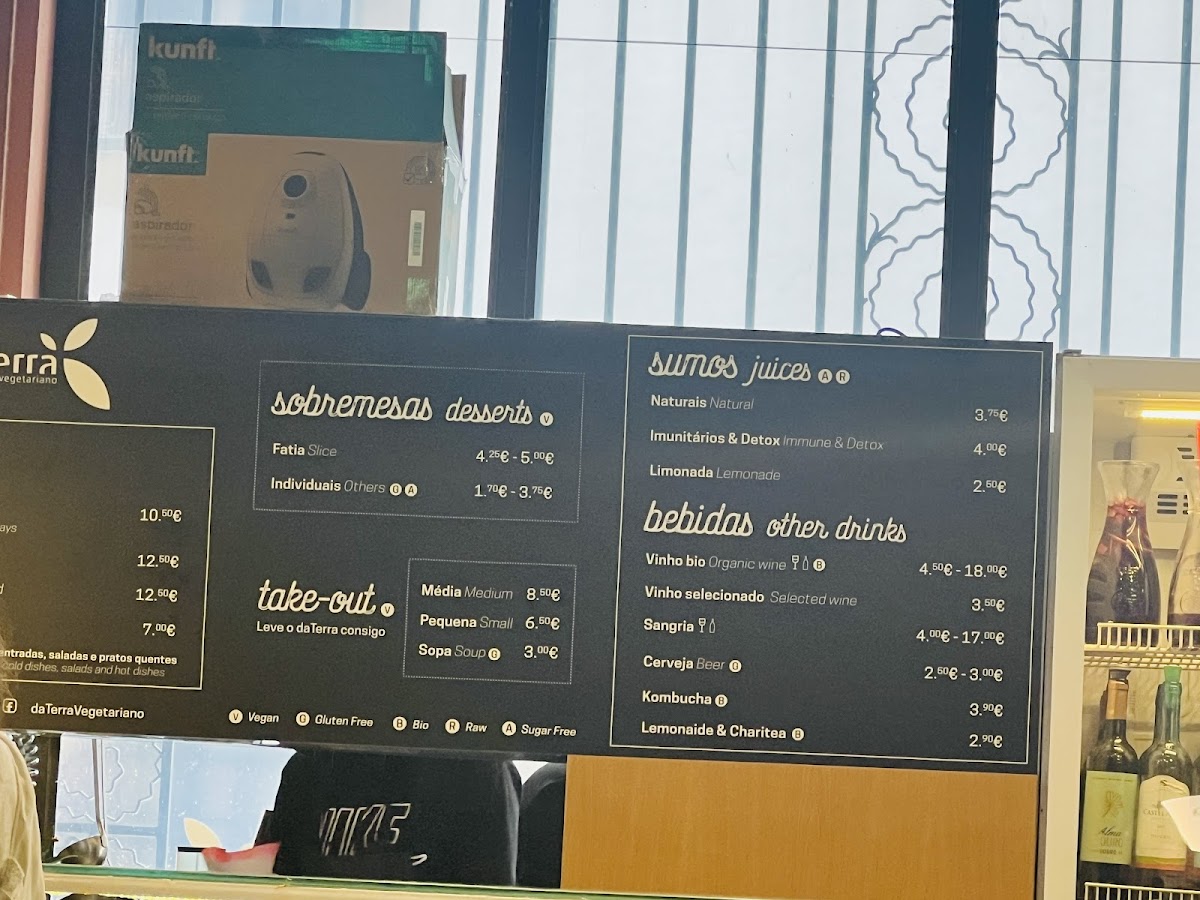 kunft
aspirador
kunft
aspirador
erra
vegetariano
10.50€
ays
12.50€
12.50€
7.00€
entradas, saladas e pratos quentes
cold dishes, salads and hot dishes
daTerraVegetariano
sobremesas desserts V
Fatia Slice 4.25€ - 5.00€
Individuais Others G A 1.70€ - 3.75€
take-out V
Leve o daTerra consigo
Média Medium 8.50€
Pequena Small 6.50€
Sopa Soup G 3.00€
V Vegan G Gluten Free B Bio R Raw A Sugar Free
sumos juices A R
Naturais Natural 3.75€
Imunitários & Detox Immune & Detox 4.00€
Limonada Lemonade 2.50€
bebidas other drinks
Vinho bio Organic wine B 4.50€ - 18.00€
Vinho selecionado Selected wine 3.50€
Sangria 4.00€ - 17.00€
Cerveja Beer G 2.50€ - 3.00€
Kombucha B 3.90€
Lemonaide & Charitea B 2.90€
Alma